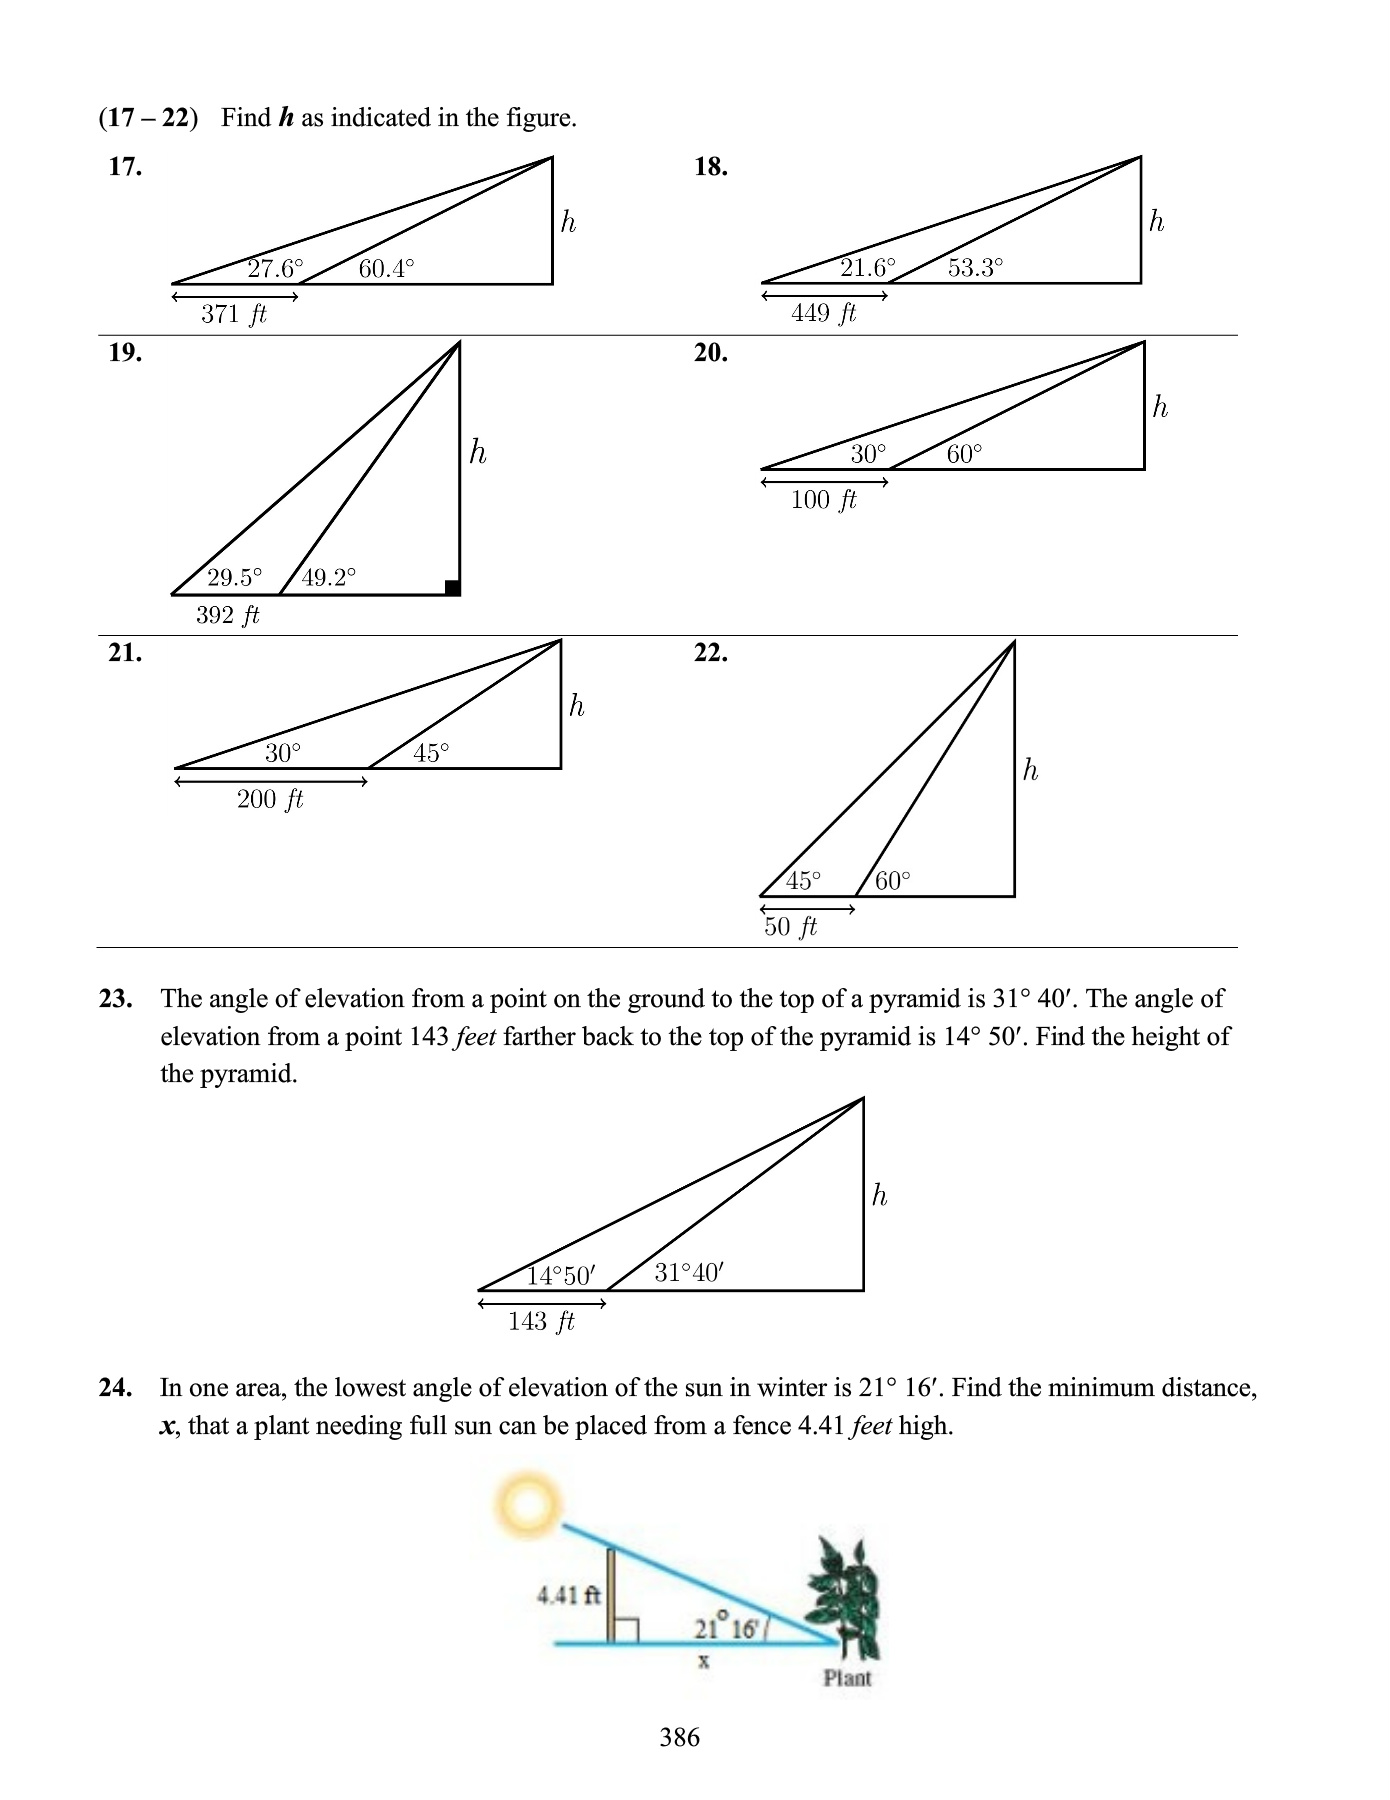 (17 – 22) Find h as indicated in the figure.
17.
h
27.6° 60.4°
371 ft
18.
h
21.6° 53.3°
449 ft
19.
h
29.5° 49.2°
392 ft
20.
h
30° 60°
100 ft
21.
h
30° 45°
200 ft
22.
h
45° 60°
50 ft
23. The angle of elevation from a point on the ground to the top of a pyramid is 31° 40′. The angle of
elevation from a point 143 feet farther back to the top of the pyramid is 14° 50′. Find the height of
the pyramid.
h
14°50′ 31°40′
143 ft
24. In one area, the lowest angle of elevation of the sun in winter is 21° 16′. Find the minimum distance,
x, that a plant needing full sun can be placed from a fence 4.41 feet high.
4.41 ft
21° 16′
x
Plant
386